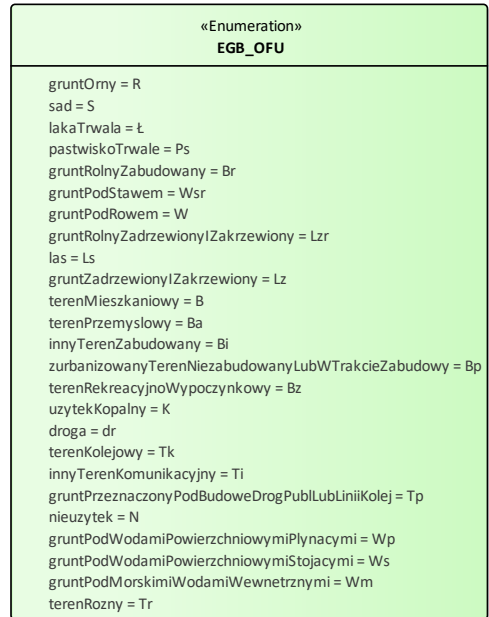 «Enumeration»
EGB_OFU
gruntOrny = R
sad = S
lakaTrwala = Ł
pastwiskoTrwale = Ps
gruntRolnyZabudowany = Br
gruntPodStawem = Wsr
gruntPodRowem = W
gruntRolnyZadrzewionyIZakrzewiony = Lzr
las = Ls
gruntZadrzewionyIZakrzewiony = Lz
terenMieszkaniowy = B
terenPrzemyslowy = Ba
innyTerenZabudowany = Bi
zurbanizowanyTerenNiezabudowanyLubWTrakcieZabudowy = Bp
terenRekreacyjnoWypoczynkowy = Bz
uzytekKopalny = K
droga = dr
terenKolejowy = Tk
innyTerenKomunikacyjny = Ti
gruntPrzeznaczonyPodBudoweDrogPublLubLiniiKolej = Tp
nieuzytek = N
gruntPodWodamiPowierzchniowymiPlynacymi = Wp
gruntPodWodamiPowierzchniowymiStojacymi = Ws
gruntPodMorskimiWodamiWewnetrznymi = Wm
terenRozny = Tr